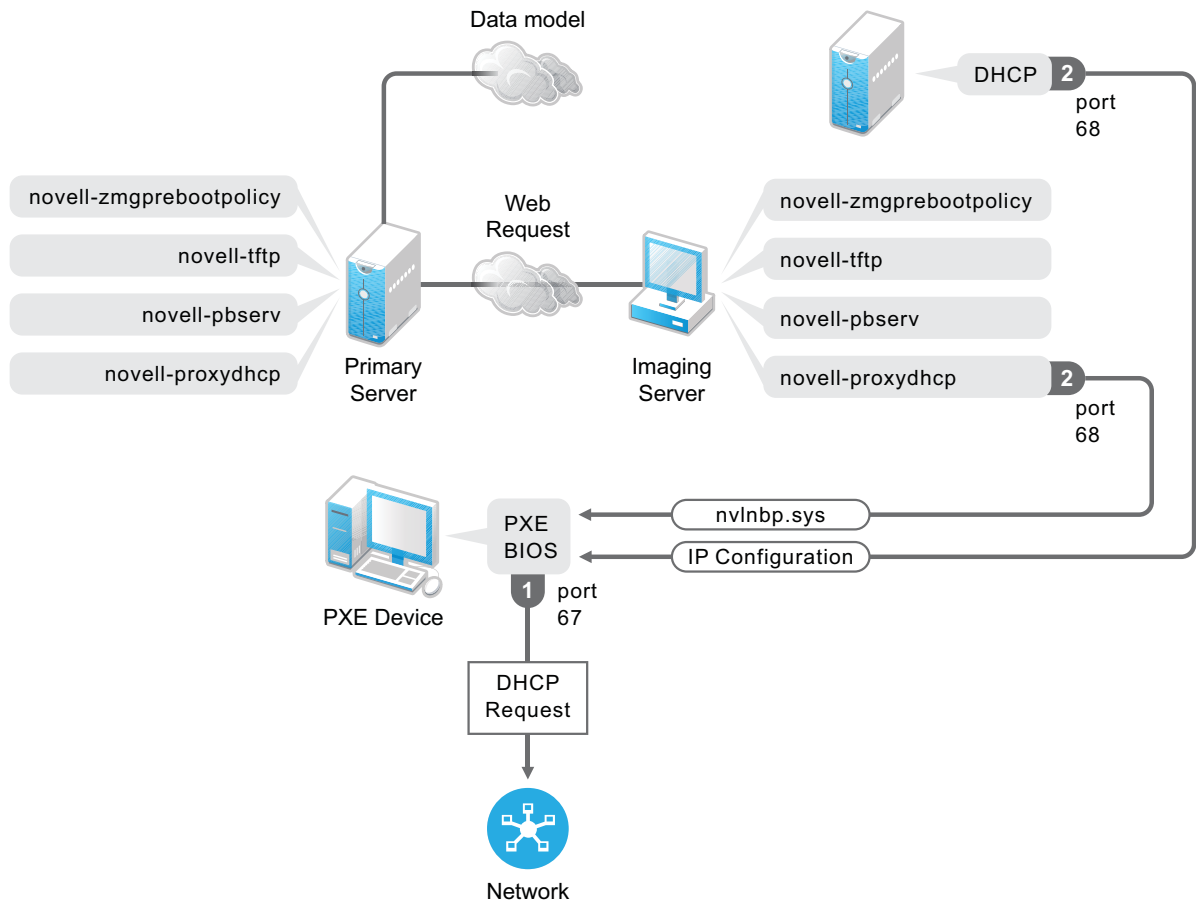 Data model
DHCP
2
port
68
novell-zmgprebootpolicy
novell-tftp
novell-pbserv
novell-proxydhcp
Primary
Server
Web
Request
Imaging
Server
novell-zmgprebootpolicy
novell-tftp
novell-pbserv
novell-proxydhcp
2
port
68
PXE
BIOS
nvlnbp.sys
IP Configuration
1
port
67
PXE Device
DHCP
Request
Network